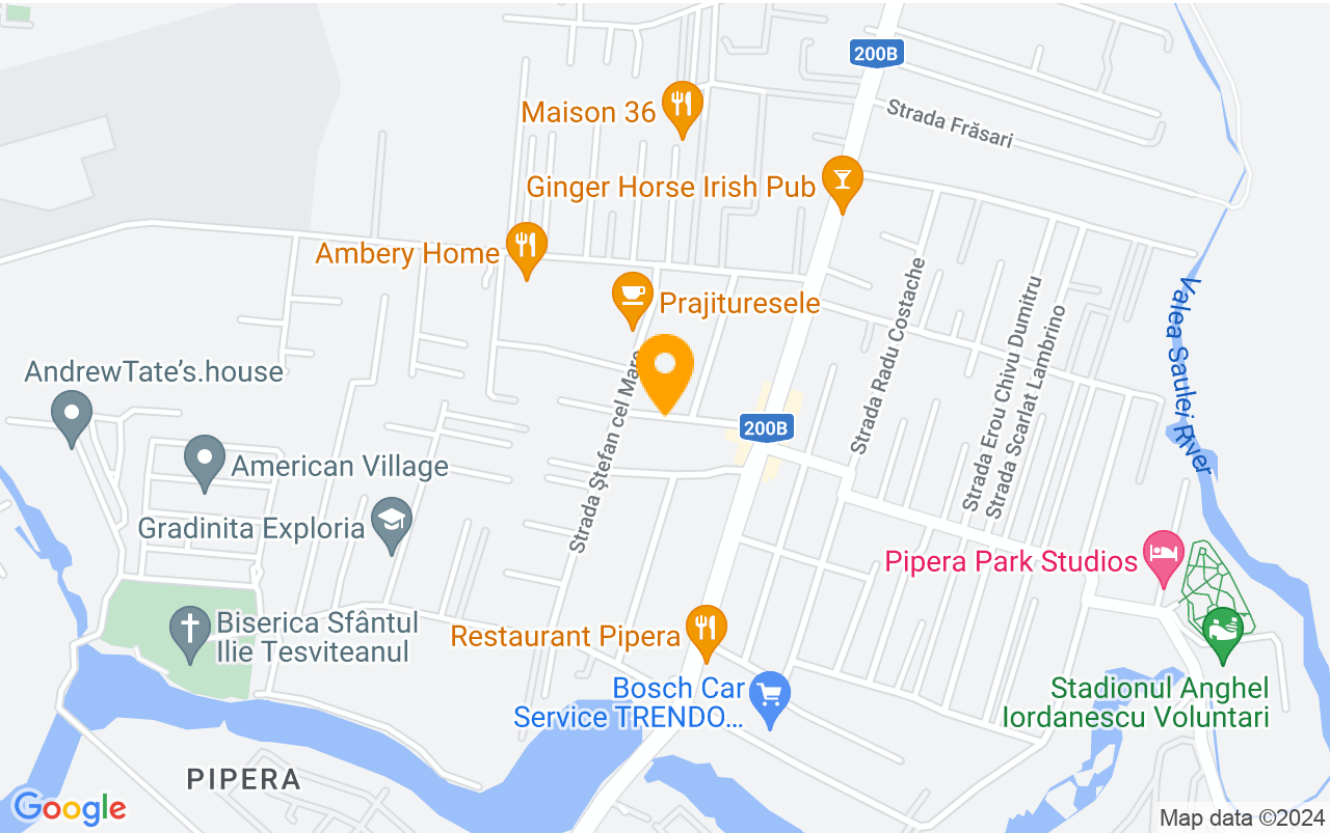 200B
Maison 36
Strada Frăsari
Ginger Horse Irish Pub
Ambery Home
Prajituresele
Valea Saulei River
Strada Radu Costache
Strada Erou Chivu Dumitru
Strada Scarlat Lambrino
AndrewTate's.house
Strada Ștefan cel Mare
200B
American Village
Gradinita Exploria
Pipera Park Studios
Biserica Sfântul
Ilie Tesviteanul
Restaurant Pipera
Bosch Car
Service TRENDO...
Stadionul Anghel
Iordanescu Voluntari
PIPERA
Google
Map data ©2024